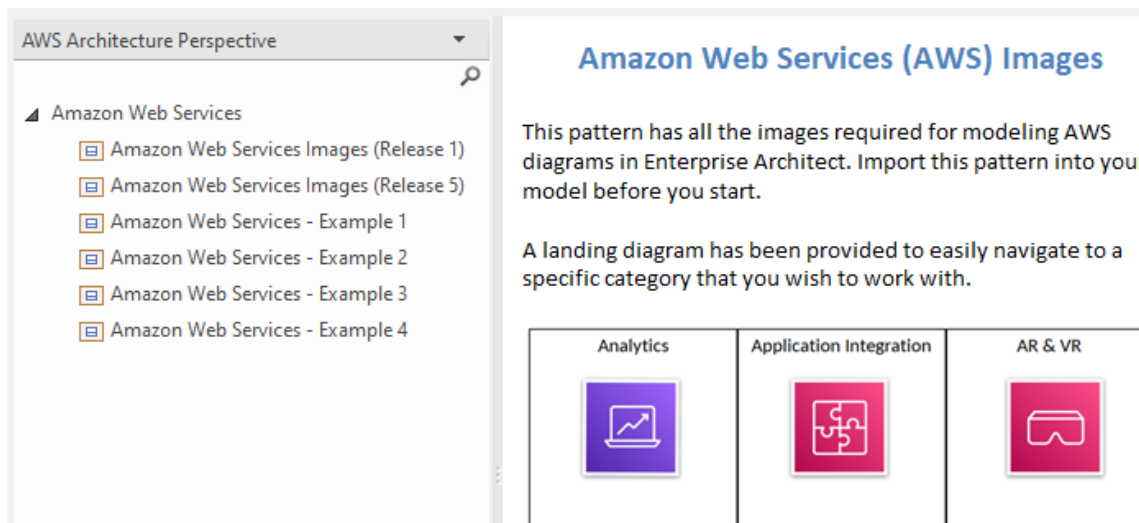 AWS Architecture Perspective
Amazon Web Services
Amazon Web Services Images (Release 1)
Amazon Web Services Images (Release 5)
Amazon Web Services - Example 1
Amazon Web Services - Example 2
Amazon Web Services - Example 3
Amazon Web Services - Example 4
Amazon Web Services (AWS) Images
This pattern has all the images required for modeling AWS
diagrams in Enterprise Architect. Import this pattern into you
model before you start.
A landing diagram has been provided to easily navigate to a
specific category that you wish to work with.
Analytics
Application Integration
AR & VR